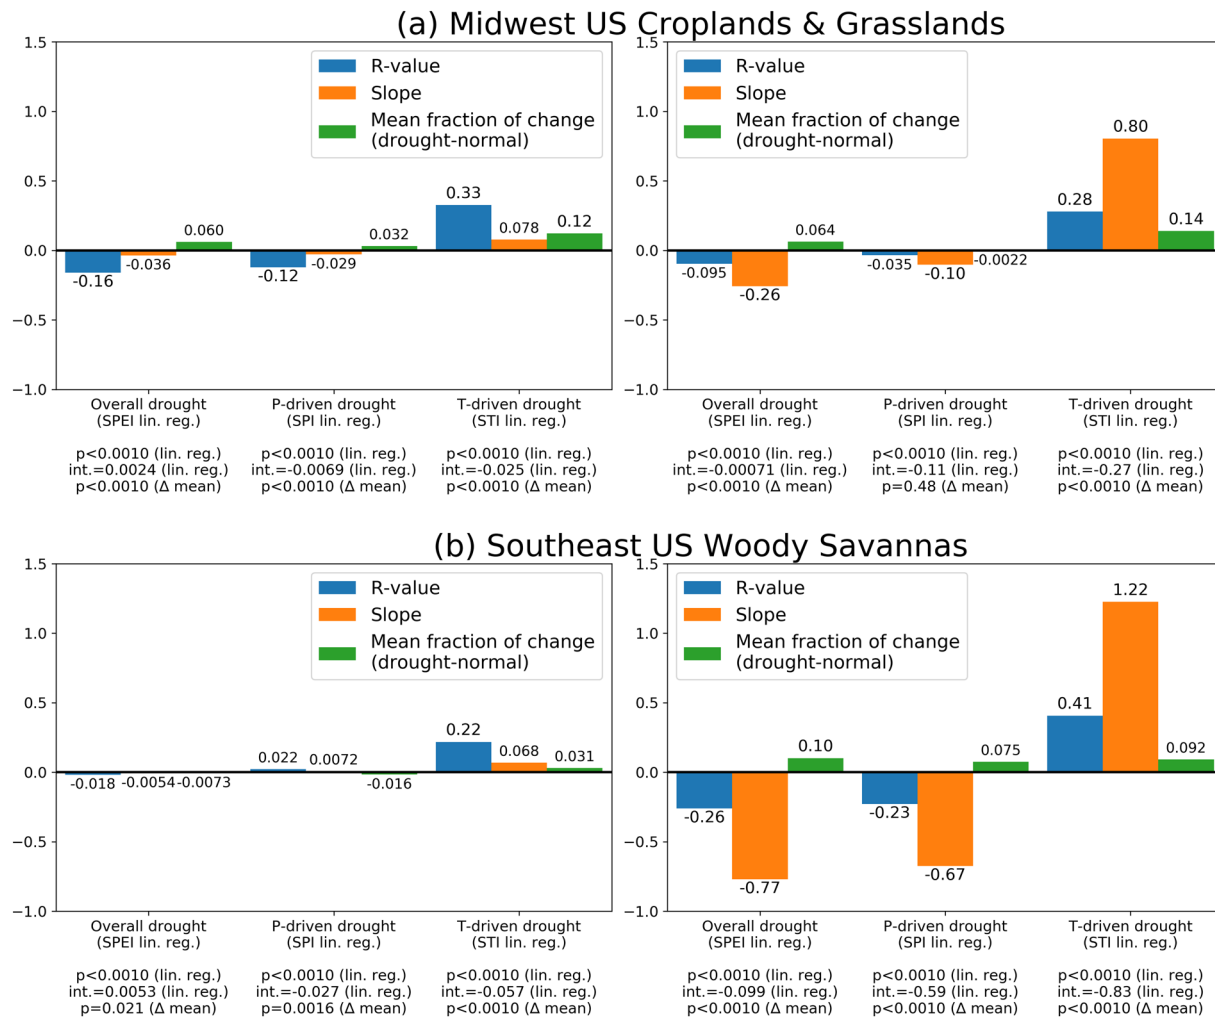 (a) Midwest US Croplands & Grasslands
1.5
1.0
0.5
0.0
−0.5
−1.0
R-value
Slope
Mean fraction of change
(drought-normal)
-0.16
-0.036
0.060
-0.12
-0.029
0.032
0.33
0.078
0.12
Overall drought
(SPEI lin. reg.)
p<0.0010 (lin. reg.)
int.=0.0024 (lin. reg.)
p<0.0010 (Δ mean)
P-driven drought
(SPI lin. reg.)
p<0.0010 (lin. reg.)
int.=-0.0069 (lin. reg.)
p<0.0010 (Δ mean)
T-driven drought
(STI lin. reg.)
p<0.0010 (lin. reg.)
int.=-0.025 (lin. reg.)
p<0.0010 (Δ mean)
1.5
1.0
0.5
0.0
−0.5
−1.0
R-value
Slope
Mean fraction of change
(drought-normal)
-0.095
-0.26
0.064
-0.035
-0.10
-0.0022
0.28
0.80
0.14
Overall drought
(SPEI lin. reg.)
p<0.0010 (lin. reg.)
int.=-0.00071 (lin. reg.)
p<0.0010 (Δ mean)
P-driven drought
(SPI lin. reg.)
p<0.0010 (lin. reg.)
int.=-0.11 (lin. reg.)
p=0.48 (Δ mean)
T-driven drought
(STI lin. reg.)
p<0.0010 (lin. reg.)
int.=-0.27 (lin. reg.)
p<0.0010 (Δ mean)
(b) Southeast US Woody Savannas
1.5
1.0
0.5
0.0
−0.5
−1.0
R-value
Slope
Mean fraction of change
(drought-normal)
-0.018
-0.0054
-0.0073
0.022
0.0072
-0.016
0.22
0.068
0.031
Overall drought
(SPEI lin. reg.)
p<0.0010 (lin. reg.)
int.=0.0053 (lin. reg.)
p=0.021 (Δ mean)
P-driven drought
(SPI lin. reg.)
p<0.0010 (lin. reg.)
int.=-0.027 (lin. reg.)
p=0.0016 (Δ mean)
T-driven drought
(STI lin. reg.)
p<0.0010 (lin. reg.)
int.=-0.057 (lin. reg.)
p<0.0010 (Δ mean)
1.5
1.0
0.5
0.0
−0.5
−1.0
R-value
Slope
Mean fraction of change
(drought-normal)
-0.26
-0.77
0.10
-0.23
-0.67
0.075
0.41
1.22
0.092
Overall drought
(SPEI lin. reg.)
p<0.0010 (lin. reg.)
int.=-0.099 (lin. reg.)
p<0.0010 (Δ mean)
P-driven drought
(SPI lin. reg.)
p<0.0010 (lin. reg.)
int.=-0.59 (lin. reg.)
p<0.0010 (Δ mean)
T-driven drought
(STI lin. reg.)
p<0.0010 (lin. reg.)
int.=-0.83 (lin. reg.)
p<0.0010 (Δ mean)